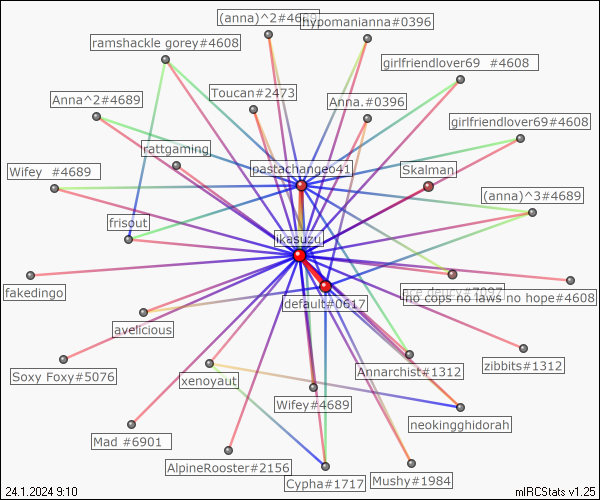 (anna)^2#4689
hypomanianna#0396
ramshackle gorey#4608
girlfriendlover69 #4608
Toucan#2473
Anna^2#4689
Anna.#0396
girlfriendlover69#4608
rattgaming
pastachangeo41
Skalman
Wifey #4689
(anna)^3#4689
frisout
ikasuzu
fakedingo
ace deucy#7097
no cops no laws no hope#4608
default#0617
avelicious
zibbits#1312
Annarchist#1312
Soxy Foxy#5076
xenoyaut
Wifey#4689
neokingghidorah
Mad #6901
AlpineRooster#2156
Cypha#1717
Mushy#1984
24.1.2024 9:10
mIRCStats v1.25